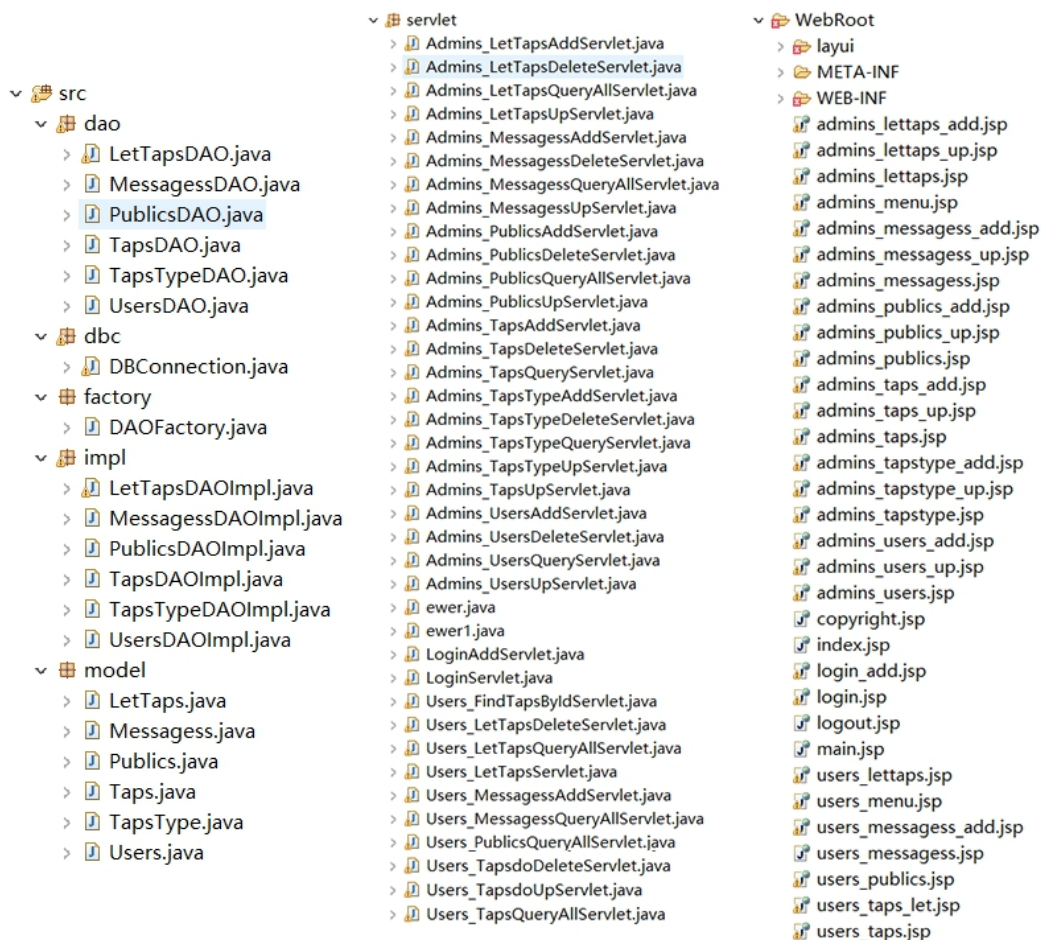 src
dao
LetTapsDAO.java
MessagessDAO.java
PublicsDAO.java
TapsDAO.java
TapsTypeDAO.java
UsersDAO.java
dbc
DBConnection.java
factory
DAOFactory.java
impl
LetTapsDAOImpl.java
MessagessDAOImpl.java
PublicsDAOImpl.java
TapsDAOImpl.java
TapsTypeDAOImpl.java
UsersDAOImpl.java
model
LetTaps.java
Messagess.java
Publics.java
Taps.java
TapsType.java
Users.java
servlet
Admins_LetTapsAddServlet.java
Admins_LetTapsDeleteServlet.java
Admins_LetTapsQueryAllServlet.java
Admins_LetTapsUpServlet.java
Admins_MessagessAddServlet.java
Admins_MessagessDeleteServlet.java
Admins_MessagessQueryAllServlet.java
Admins_MessagessUpServlet.java
Admins_PublicsAddServlet.java
Admins_PublicsDeleteServlet.java
Admins_PublicsQueryAllServlet.java
Admins_PublicsUpServlet.java
Admins_TapsAddServlet.java
Admins_TapsDeleteServlet.java
Admins_TapsQueryServlet.java
Admins_TapsTypeAddServlet.java
Admins_TapsTypeDeleteServlet.java
Admins_TapsTypeQueryServlet.java
Admins_TapsTypeUpServlet.java
Admins_TapsUpServlet.java
Admins_UsersAddServlet.java
Admins_UsersDeleteServlet.java
Admins_UsersQueryServlet.java
Admins_UsersUpServlet.java
ewer.java
ewer1.java
LoginAddServlet.java
LoginServlet.java
Users_FindTapsByIdServlet.java
Users_LetTapsDeleteServlet.java
Users_LetTapsQueryAllServlet.java
Users_LetTapsServlet.java
Users_MessagessAddServlet.java
Users_MessagessQueryAllServlet.java
Users_PublicsQueryAllServlet.java
Users_TapsdoDeleteServlet.java
Users_TapsdoUpServlet.java
Users_TapsQueryAllServlet.java
WebRoot
layui
META-INF
WEB-INF
admins_lettaps_add.jsp
admins_lettaps_up.jsp
admins_lettaps.jsp
admins_menu.jsp
admins_messagess_add.jsp
admins_messagess_up.jsp
admins_messagess.jsp
admins_publics_add.jsp
admins_publics_up.jsp
admins_publics.jsp
admins_taps_add.jsp
admins_taps_up.jsp
admins_taps.jsp
admins_tapstype_add.jsp
admins_tapstype_up.jsp
admins_tapstype.jsp
admins_users_add.jsp
admins_users_up.jsp
admins_users.jsp
copyright.jsp
index.jsp
login_add.jsp
login.jsp
logout.jsp
main.jsp
users_lettaps.jsp
users_menu.jsp
users_messagess_add.jsp
users_messagess.jsp
users_publics.jsp
users_taps_let.jsp
users_taps.jsp